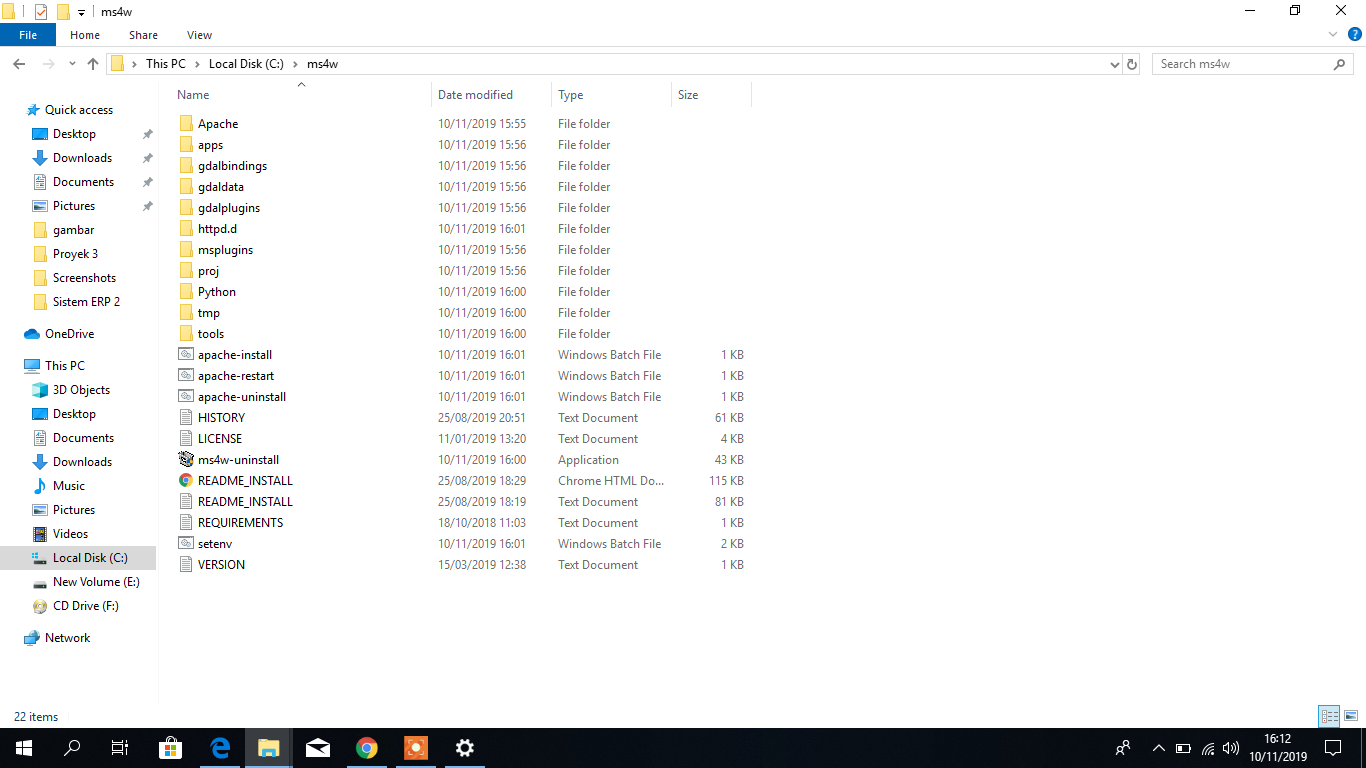 ms4w
File Home Share View
This PC Local Disk (C:) ms4w Search ms4w
Name Date modified Type Size
Quick access
Desktop
Downloads
Documents
Pictures
gambar
Proyek 3
Screenshots
Sistem ERP 2
OneDrive
This PC
3D Objects
Desktop
Documents
Downloads
Music
Pictures
Videos
Local Disk (C:)
New Volume (E:)
CD Drive (F:)
Network
Apache 10/11/2019 15:55 File folder
apps 10/11/2019 15:56 File folder
gdalbindings 10/11/2019 15:56 File folder
gdaldata 10/11/2019 15:56 File folder
gdalplugins 10/11/2019 15:56 File folder
httpd.d 10/11/2019 16:01 File folder
msplugins 10/11/2019 15:56 File folder
proj 10/11/2019 15:56 File folder
Python 10/11/2019 16:00 File folder
tmp 10/11/2019 16:00 File folder
tools 10/11/2019 16:00 File folder
apache-install 10/11/2019 16:01 Windows Batch File 1 KB
apache-restart 10/11/2019 16:01 Windows Batch File 1 KB
apache-uninstall 10/11/2019 16:01 Windows Batch File 1 KB
HISTORY 25/08/2019 20:51 Text Document 61 KB
LICENSE 11/01/2019 13:20 Text Document 4 KB
ms4w-uninstall 10/11/2019 16:00 Application 43 KB
README_INSTALL 25/08/2019 18:29 Chrome HTML Do... 115 KB
README_INSTALL 25/08/2019 18:19 Text Document 81 KB
REQUIREMENTS 18/10/2018 11:03 Text Document 1 KB
setenv 10/11/2019 16:01 Windows Batch File 2 KB
VERSION 15/03/2019 12:38 Text Document 1 KB
22 items
16:12
10/11/2019